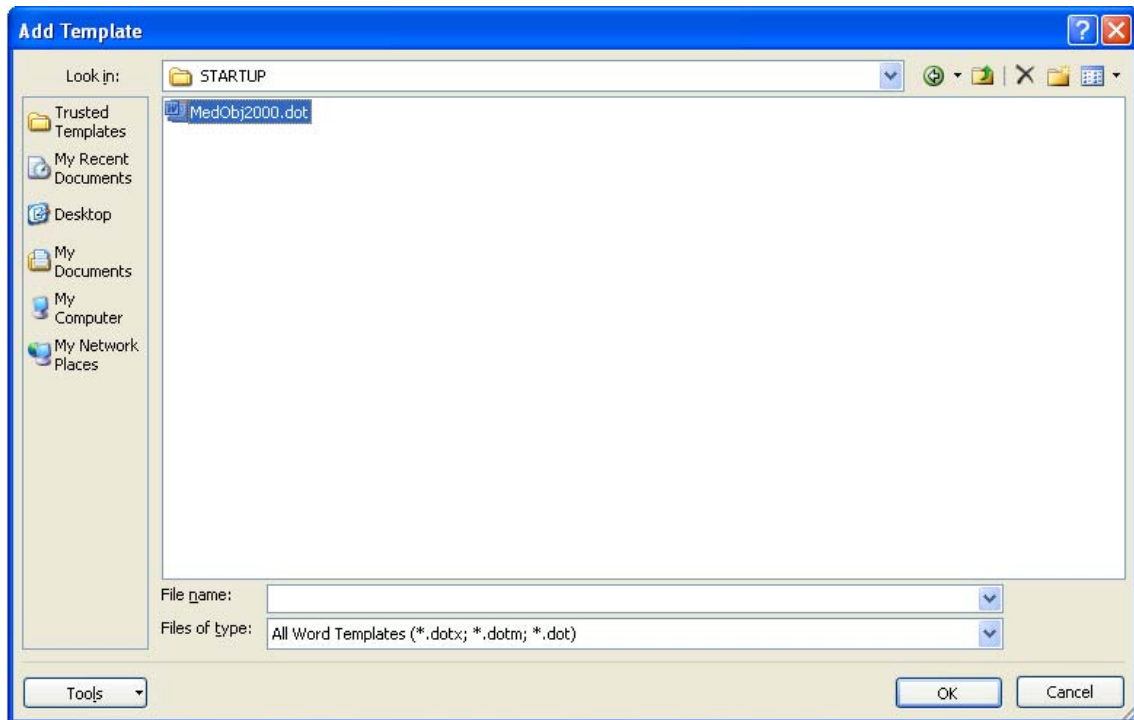 Add Template
Look in:
STARTUP
Trusted
Templates
My Recent
Documents
Desktop
My
Documents
My
Computer
My Network
Places
MedObj2000.dot
File name:
Files of type:
All Word Templates (*.dotx; *.dotm; *.dot)
Tools
OK
Cancel